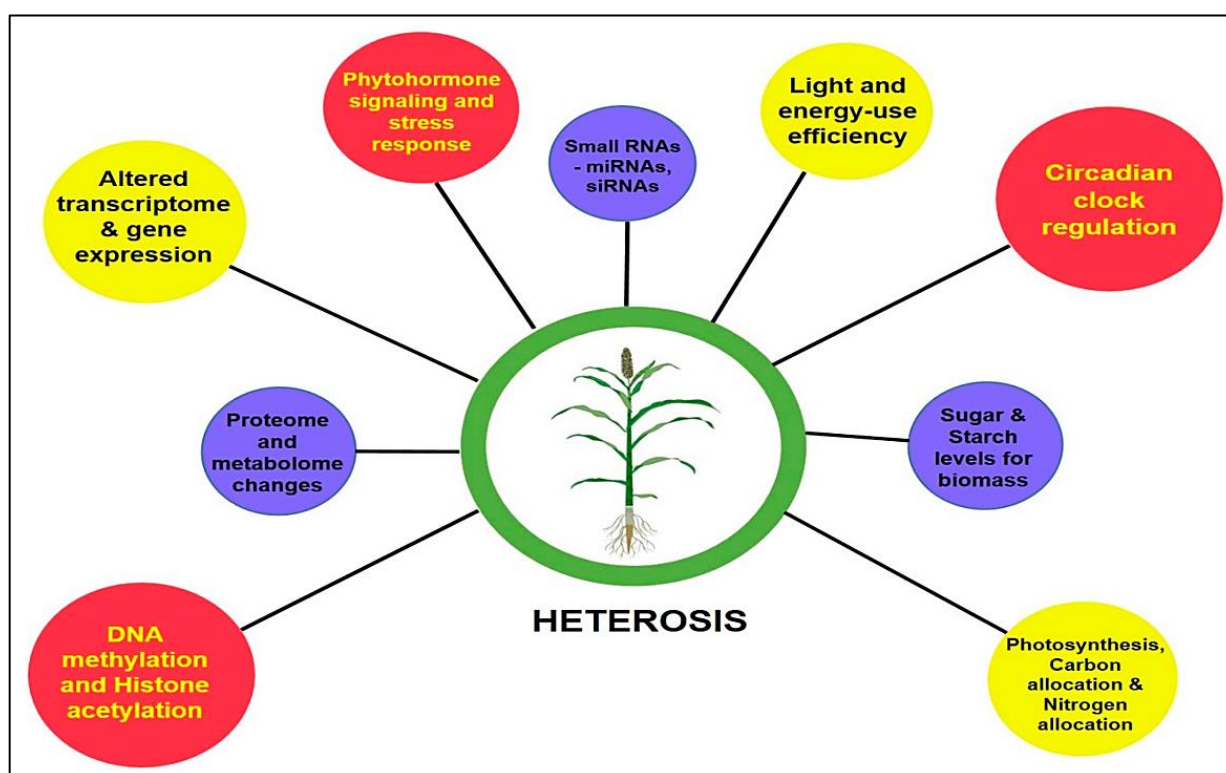 Phytohormone
signaling and
stress
response
Small RNAs
- miRNAs,
siRNAs
Light and
energy-use
efficiency
Circadian
clock
regulation
Altered
transcriptome
& gene
expression
Proteome
and
metabolome
changes
Sugar &
Starch
levels for
biomass
DNA
methylation
and Histone
acetylation
HETEROSIS
Photosynthesis,
Carbon
allocation &
Nitrogen
allocation